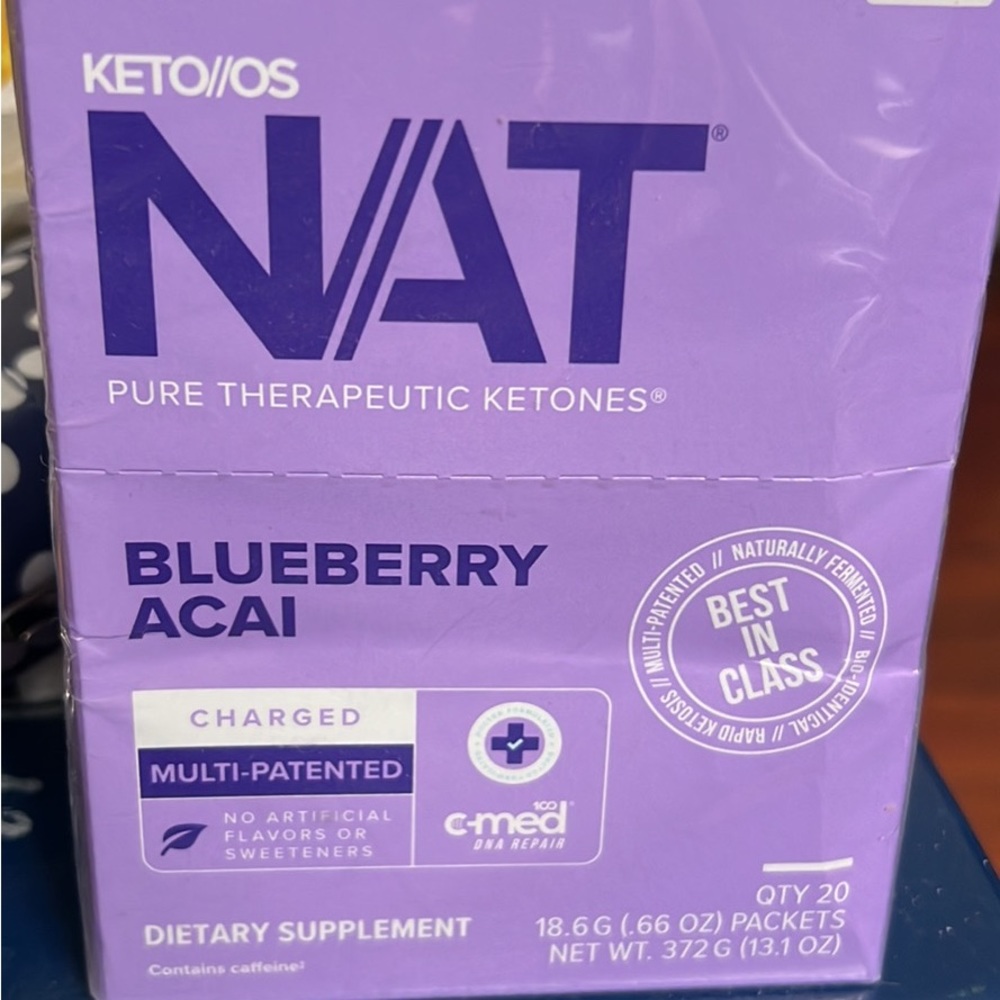 KETO//OS
NAT®
PURE THERAPEUTIC KETONES®
BLUEBERRY
ACAI
// NATURALLY FERMENTED // BIO-IDENTICAL // RAPID KETOSIS // MULTI-PATENTED
BEST
IN
CLASS
CHARGED
MULTI-PATENTED
NO ARTIFICIAL
FLAVORS OR
SWEETENERS
c-med100®
DNA REPAIR
QTY 20
18.6 G (.66 OZ) PACKETS
NET WT. 372 G (13.1 OZ)
DIETARY SUPPLEMENT
Contains caffeine²